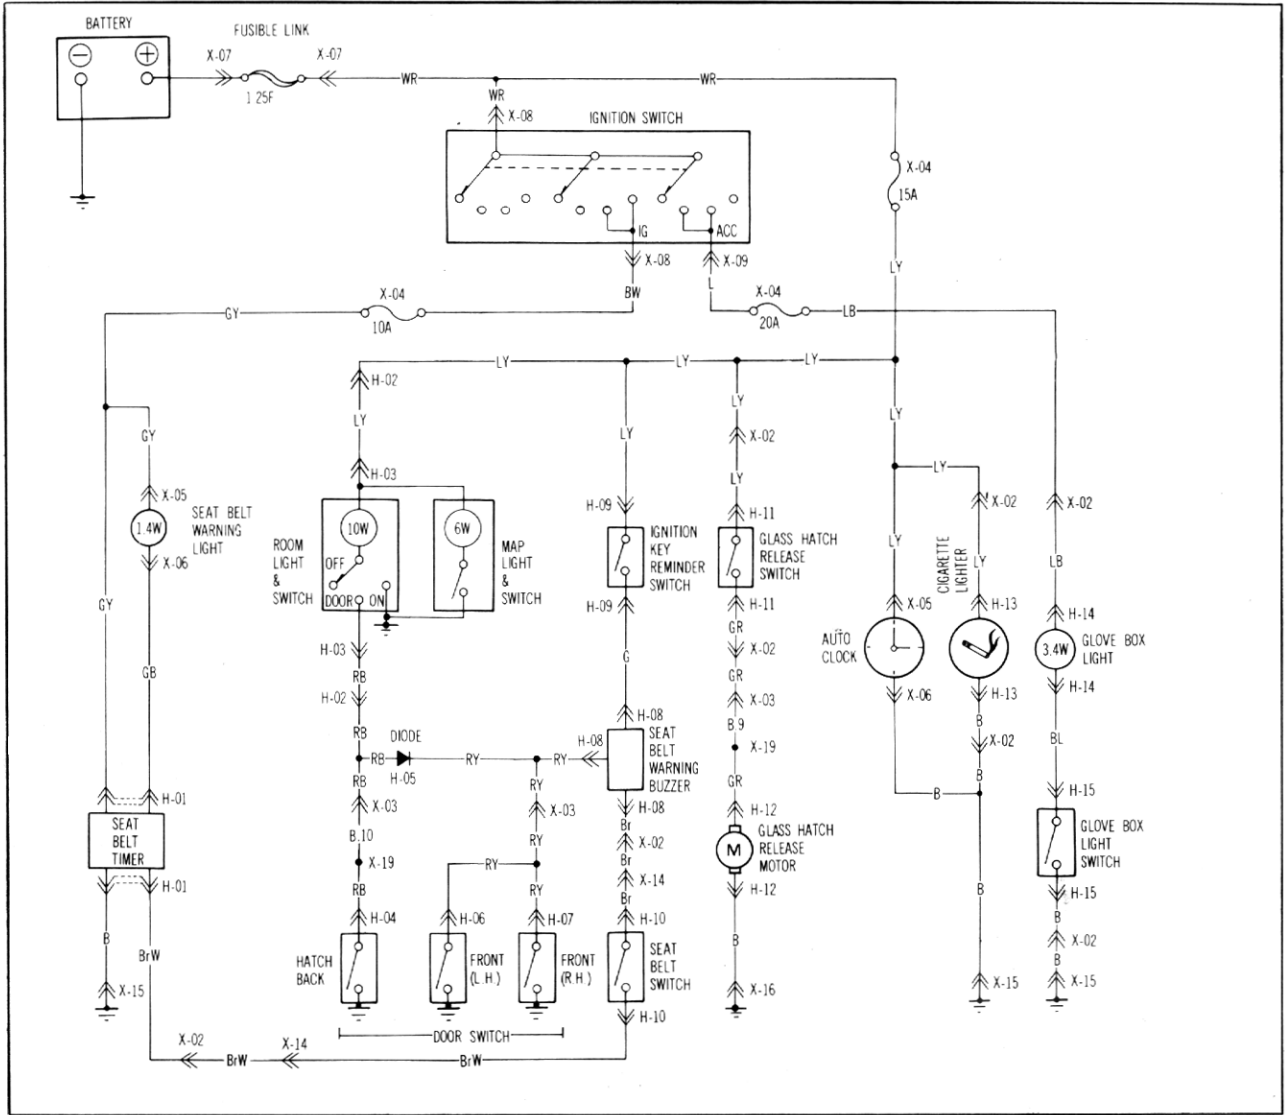 BATTERY
FUSIBLE LINK
− +
X-07
X-07
1.25F
WR
WR
WR
X-08
IGNITION SWITCH
X-04
15A
IG
ACC
X-08
X-09
LY
BW
L
X-04
10A
GY
X-04
20A
LB
LY
LY
LY
H-02
LY
LY
LY
LY
GY
X-02
H-03
LY
LY
X-05
H-09
X-02
X-02
H-11
1.4W
SEAT BELT
WARNING
LIGHT
10W
6W
IGNITION
KEY
REMINDER
SWITCH
GLASS HATCH
RELEASE
SWITCH
LY
CIGARETTE
LIGHTER
X-06
ROOM
LIGHT
&
SWITCH
OFF
DOOR
ON
MAP
LIGHT
&
SWITCH
LY
LB
GY
H-09
H-11
X-05
H-13
H-14
GR
AUTO
CLOCK
3.4W
GLOVE BOX
LIGHT
H-03
X-02
G
GB
RB
GR
H-02
X-03
X-06
H-13
H-14
H-08
B.9
B
RB
DIODE
H-08
SEAT
BELT
WARNING
BUZZER
X-19
X-02
BL
RB
RY
RY
H-05
RB
RY
GR
B
B
H-15
H-01
X-03
X-03
H-08
H-12
SEAT
BELT
TIMER
B.10
RY
Br
X-02
M
GLASS HATCH
RELEASE
MOTOR
GLOVE BOX
LIGHT
SWITCH
X-19
RY
Br
H-01
RB
RY
X-14
Br
H-12
B
H-15
H-04
H-06
H-07
H-10
B
B
BrW
HATCH
BACK
FRONT
(L.H.)
FRONT
(R.H.)
SEAT
BELT
SWITCH
B
X-02
B
X-15
X-16
X-15
X-15
DOOR SWITCH
H-10
X-02
X-14
BrW
BrW